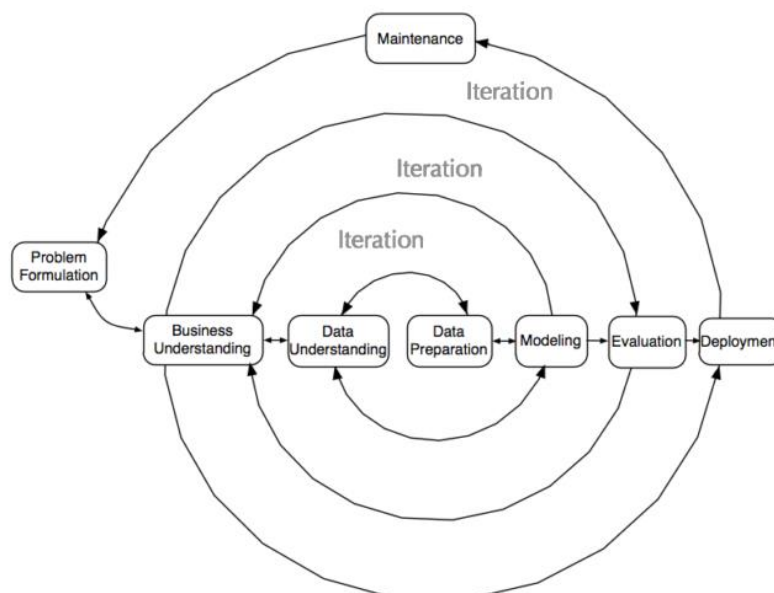 Maintenance
Iteration
Iteration
Iteration
Problem
Formulation
Business
Understanding
Data
Understanding
Data
Preparation
Modeling
Evaluation
Deployment